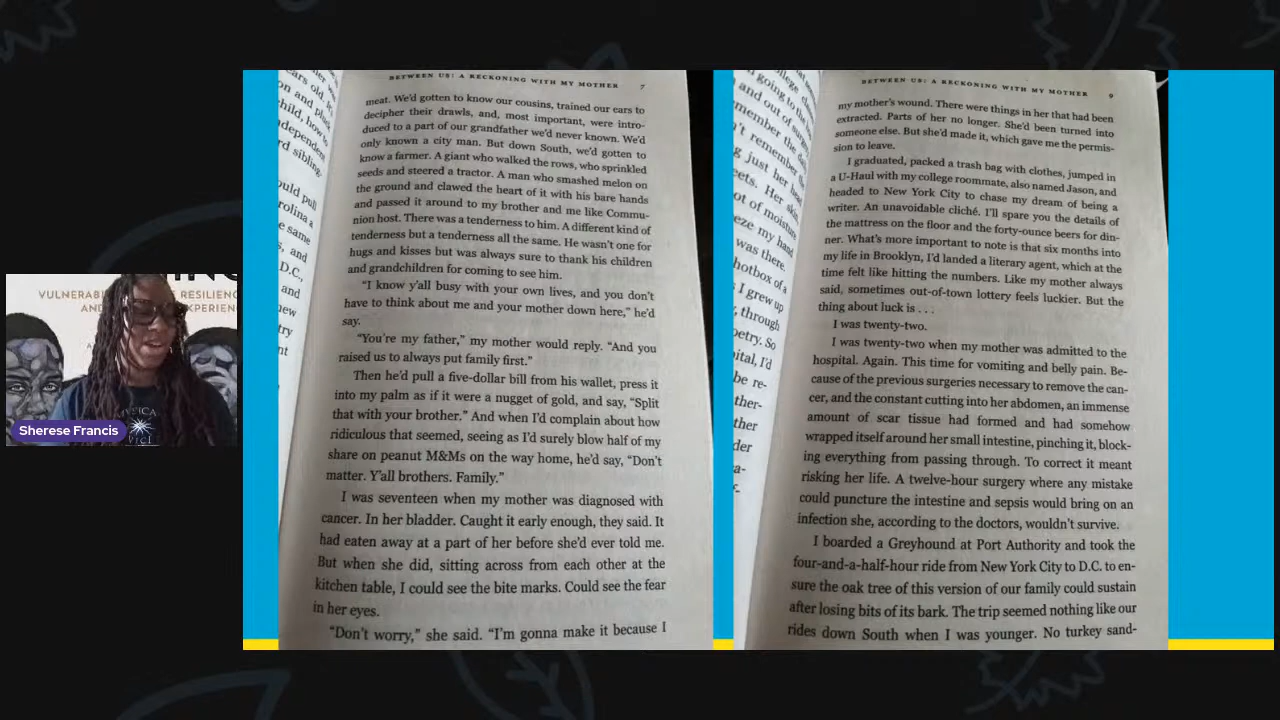 BETWEEN US: A RECKONING WITH MY MOTHER 7
meat. We'd gotten to know our cousins, trained our ears to
decipher their drawls, and, most important, were intro-
duced to a part of our grandfather we'd never known. We'd
only known a city man. But down South, we'd gotten to
know a farmer. A giant who walked the rows, who sprinkled
seeds and steered a tractor. A man who smashed melon on
the ground and clawed the heart of it with his bare hands
and passed it around to my brother and me like Commu-
nion host. There was a tenderness to him. A different kind of
tenderness but a tenderness all the same. He wasn't one for
hugs and kisses but was always sure to thank his children
and grandchildren for coming to see him.
"I know y'all busy with your own lives, and you don't
have to think about me and your mother down here," he'd
say.
"You're my father," my mother would reply. "And you
raised us to always put family first."
Then he'd pull a five-dollar bill from his wallet, press it
into my palm as if it were a nugget of gold, and say, "Split
that with your brother." And when I'd complain about how
ridiculous that seemed, seeing as I'd surely blow half of my
share on peanut M&Ms on the way home, he'd say, "Don't
matter. Y'all brothers. Family."
I was seventeen when my mother was diagnosed with
cancer. In her bladder. Caught it early enough, they said. It
had eaten away at a part of her before she'd ever told me.
But when she did, sitting across from each other at the
kitchen table, I could see the bite marks. Could see the fear
in her eyes.
"Don't worry," she said. "I'm gonna make it because I
BETWEEN US: A RECKONING WITH MY MOTHER 9
my mother's wound. There were things in her that had been
extracted. Parts of her no longer. She'd been turned into
someone else. But she'd made it, which gave me the permis-
sion to leave.
I graduated, packed a trash bag with clothes, jumped in
a U-Haul with my college roommate, also named Jason, and
headed to New York City to chase my dream of being a
writer. An unavoidable cliché. I'll spare you the details of
the mattress on the floor and the forty-ounce beers for din-
ner. What's more important to note is that six months into
my life in Brooklyn, I'd landed a literary agent, which at the
time felt like hitting the numbers. Like my mother always
said, sometimes out-of-town lottery feels luckier. But the
thing about luck is . . .
I was twenty-two.
I was twenty-two when my mother was admitted to the
hospital. Again. This time for vomiting and belly pain. Be-
cause of the previous surgeries necessary to remove the can-
cer, and the constant cutting into her abdomen, an immense
amount of scar tissue had formed and had somehow
wrapped itself around her small intestine, pinching it, block-
ing everything from passing through. To correct it meant
risking her life. A twelve-hour surgery where any mistake
could puncture the intestine and sepsis would bring on an
infection she, according to the doctors, wouldn't survive.
I boarded a Greyhound at Port Authority and took the
four-and-a-half-hour ride from New York City to D.C. to en-
sure the oak tree of this version of our family could sustain
after losing bits of its bark. The trip seemed nothing like our
rides down South when I was younger. No turkey sand-
Sherese Francis